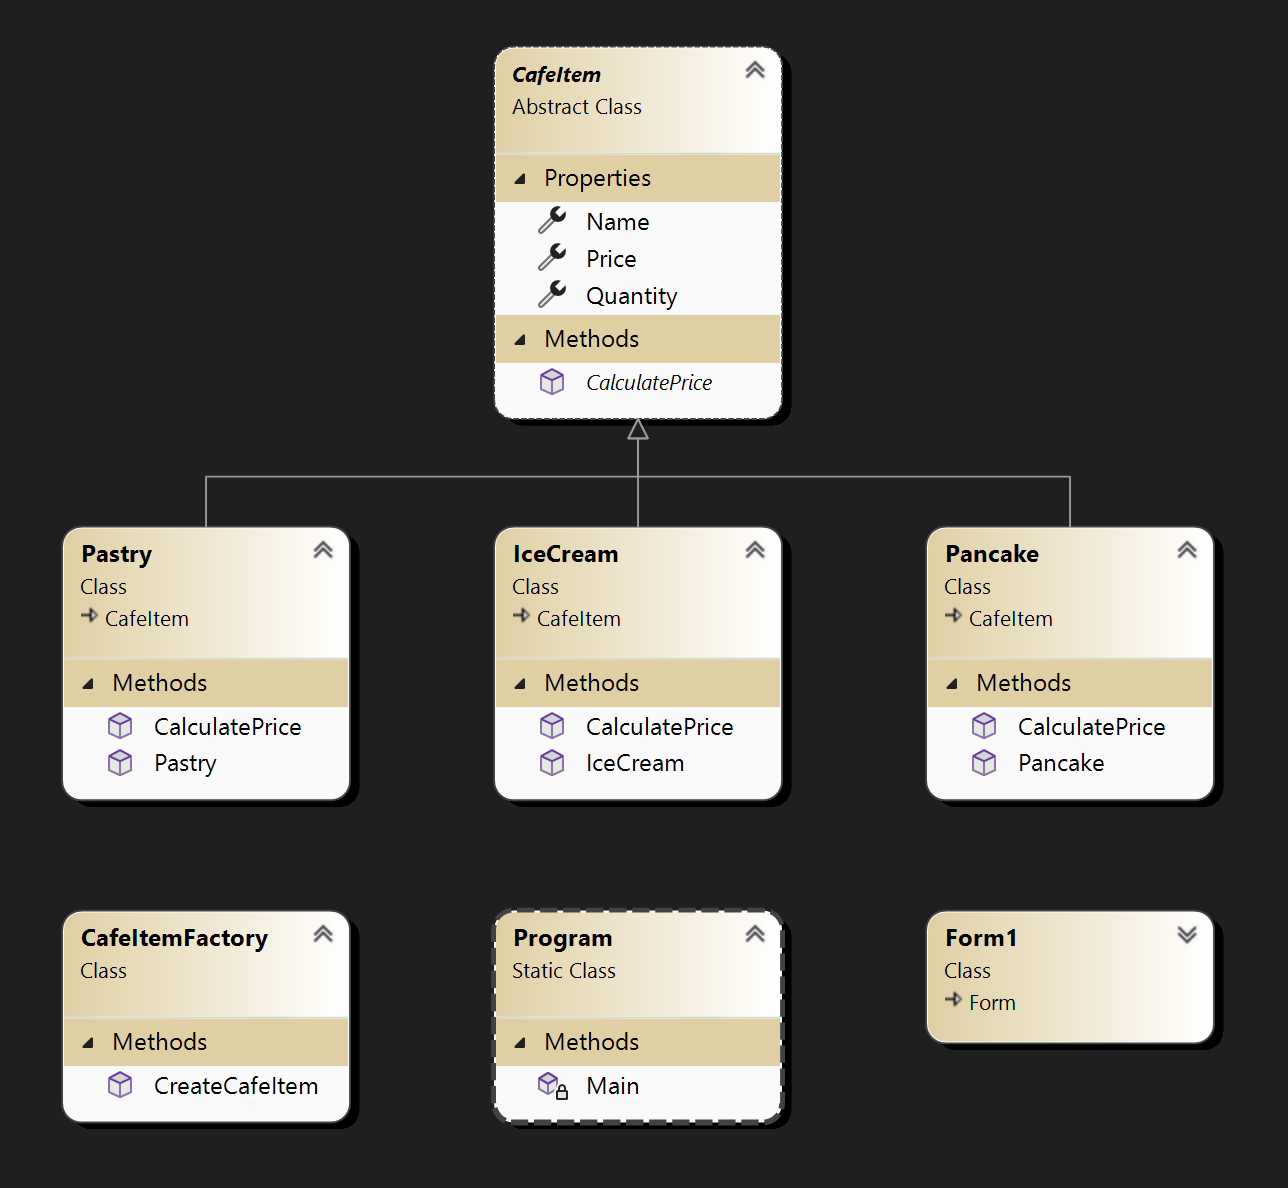 CafeItem
Abstract Class
Properties
Name
Price
Quantity
Methods
CalculatePrice
Pastry
Class
CafeItem
Methods
CalculatePrice
Pastry
IceCream
Class
CafeItem
Methods
CalculatePrice
IceCream
Pancake
Class
CafeItem
Methods
CalculatePrice
Pancake
CafeItemFactory
Class
Methods
CreateCafeItem
Program
Static Class
Methods
Main
Form1
Class
Form